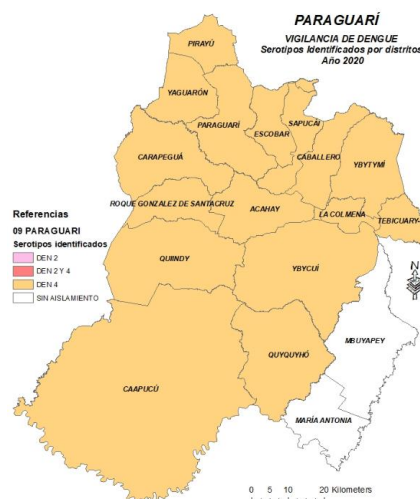 PARAGUARÍ
VIGILANCIA DE DENGUE
Serotipos Identificados por distritos
Año 2020
PIRAYÚ
YAGUARÓN
PARAGUARÍ
ESCOBAR
SAPUCAI
CABALLERO
YBYTYMÍ
CARAPEGUÁ
ROQUE GONZALEZ DE SANTACRUZ
ACAHAY
LA COLMENA
TEBICUARY-
QUIINDY
YBYCUÍ
MBUYAPEY
QUYQUYHÓ
CAAPUCÚ
MARÍA ANTONIA
Referencias
09 PARAGUARI
Serotipos identificados
DEN 2
DEN 2 Y 4
DEN 4
SIN AISLAMIENTO
N
0 5 10 20 Kilometers